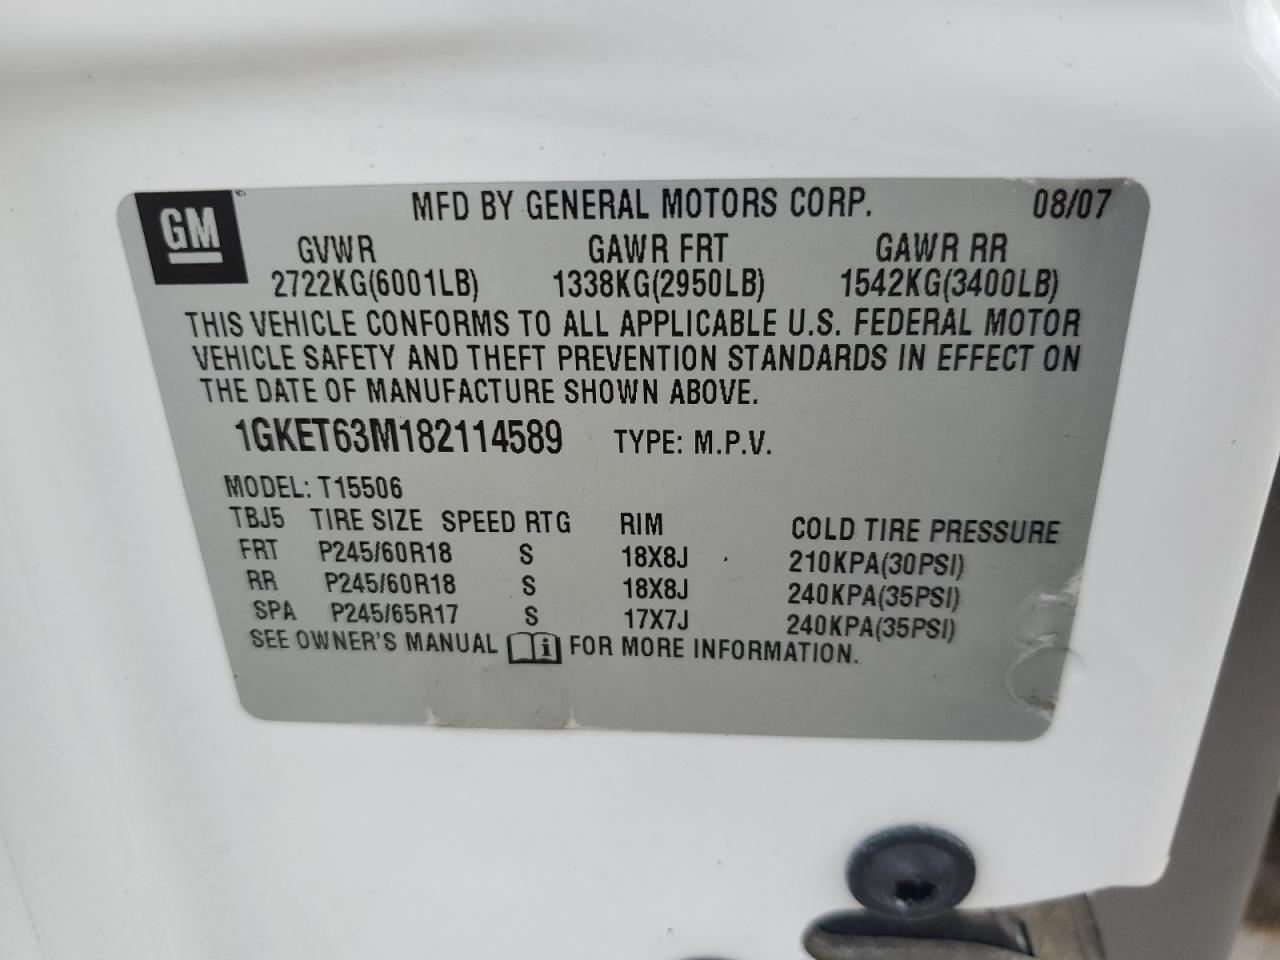 GM MFD BY GENERAL MOTORS CORP. 08/07
GVWR GAWR FRT GAWR RR
2722KG(6001LB) 1338KG(2950LB) 1542KG(3400LB)
THIS VEHICLE CONFORMS TO ALL APPLICABLE U.S. FEDERAL MOTOR
VEHICLE SAFETY AND THEFT PREVENTION STANDARDS IN EFFECT ON
THE DATE OF MANUFACTURE SHOWN ABOVE.
1GKET63M182114589 TYPE: M.P.V.
MODEL: T15506
TBJ5 TIRE SIZE SPEED RTG RIM COLD TIRE PRESSURE
FRT P245/60R18 S 18X8J 210KPA(30PSI)
RR P245/60R18 S 18X8J 240KPA(35PSI)
SPA P245/65R17 S 17X7J 240KPA(35PSI)
SEE OWNER'S MANUAL i FOR MORE INFORMATION.